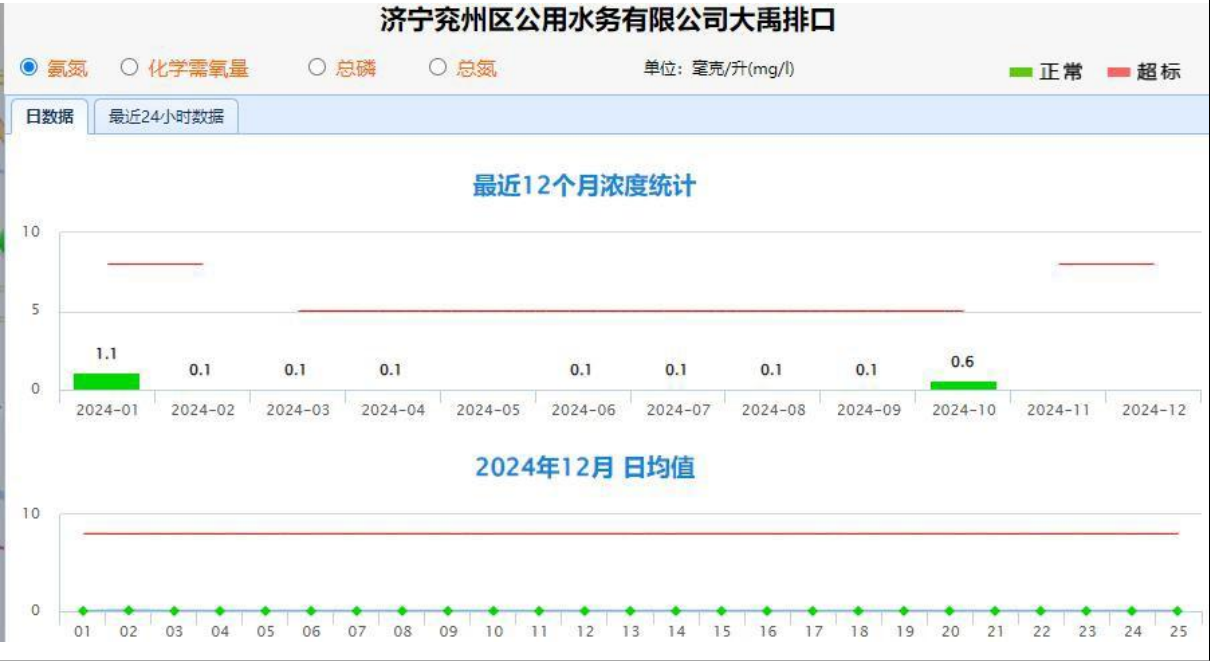 济宁兖州区公用水务有限公司大禹排口
氨氮 化学需氧量 总磷 总氮 单位：毫克/升(mg/l) 正常 超标
日数据 最近24小时数据
最近12个月浓度统计
10
5
0
1.1 0.1 0.1 0.1 0.1 0.1 0.1 0.1 0.6
2024-01 2024-02 2024-03 2024-04 2024-05 2024-06 2024-07 2024-08 2024-09 2024-10 2024-11 2024-12
2024年12月 日均值
10
0
01 02 03 04 05 06 07 08 09 10 11 12 13 14 15 16 17 18 19 20 21 22 23 24 25